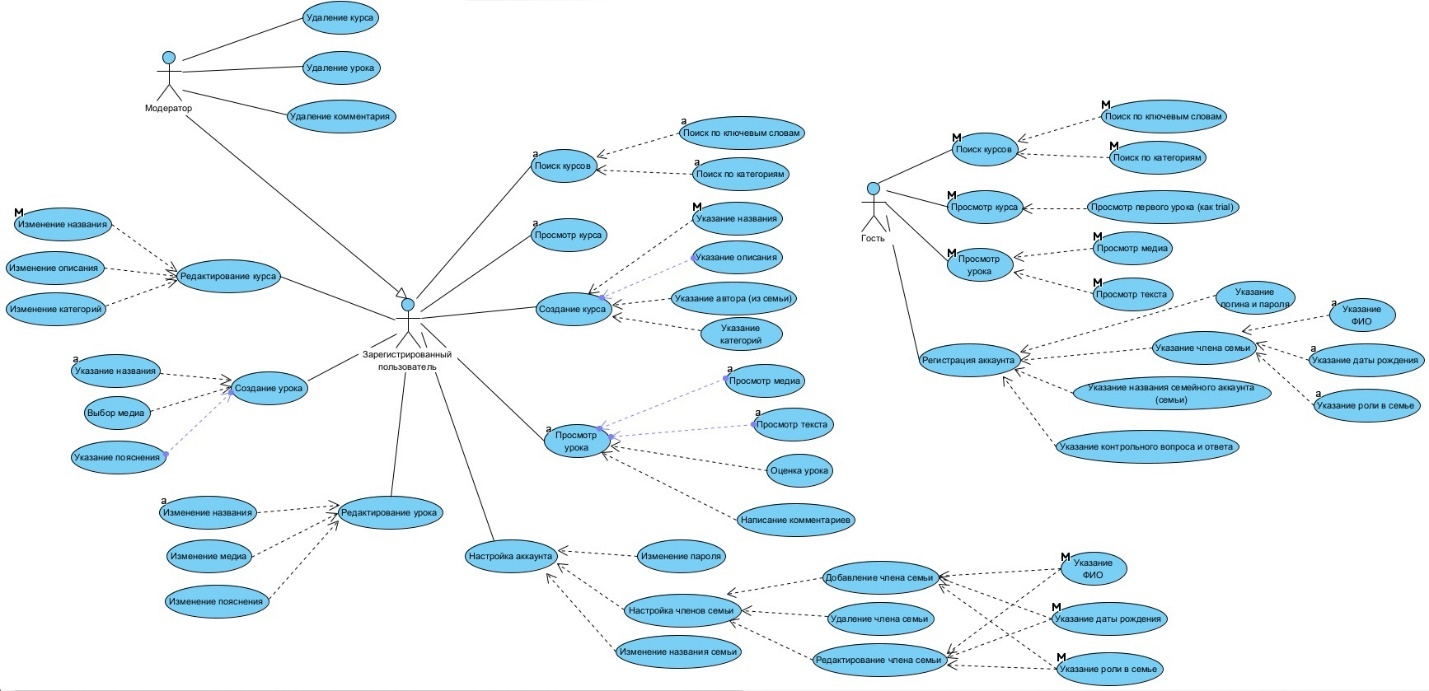 Удаление курса
Удаление урока
Удаление комментария
Модератор
a
Поиск курсов
a
Поиск по ключевым словам
a
Поиск по категориям
a
Просмотр курса
M
Указание названия
Указание описания
Указание автора (из семьи)
Указание
категорий
Создание курса
M
Изменение названия
Изменение описания
Изменение категорий
Редактирование курса
Зарегистрированный
пользователь
a
Указание названия
Выбор медиа
Указание пояснения
Создание урока
a
Просмотр медиа
a
Просмотр текста
a
Просмотр
урока
Оценка урока
Написание комментариев
a
Изменение названия
Изменение медиа
Изменение пояснения
Редактирование урока
Настройка аккаунта
Изменение пароля
Настройка членов семьи
Изменение названия семьи
Добавление члена семьи
Удаление члена семьи
Редактирование члена семьи
M
Указание
ФИО
M
Указание даты рождения
M
Указание роли в семье
Гость
M
Поиск курсов
M
Поиск по ключевым словам
M
Поиск по категориям
M
Просмотр курса
Просмотр первого урока (как trial)
M
Просмотр
урока
M
Просмотр медиа
M
Просмотр текста
Регистрация аккаунта
Указание
логина и пароля
Указание члена семьи
a
Указание
ФИО
a
Указание даты рождения
a
Указание роли в семье
Указание названия семейного аккаунта
(семьи)
Указание контрольного вопроса и ответа